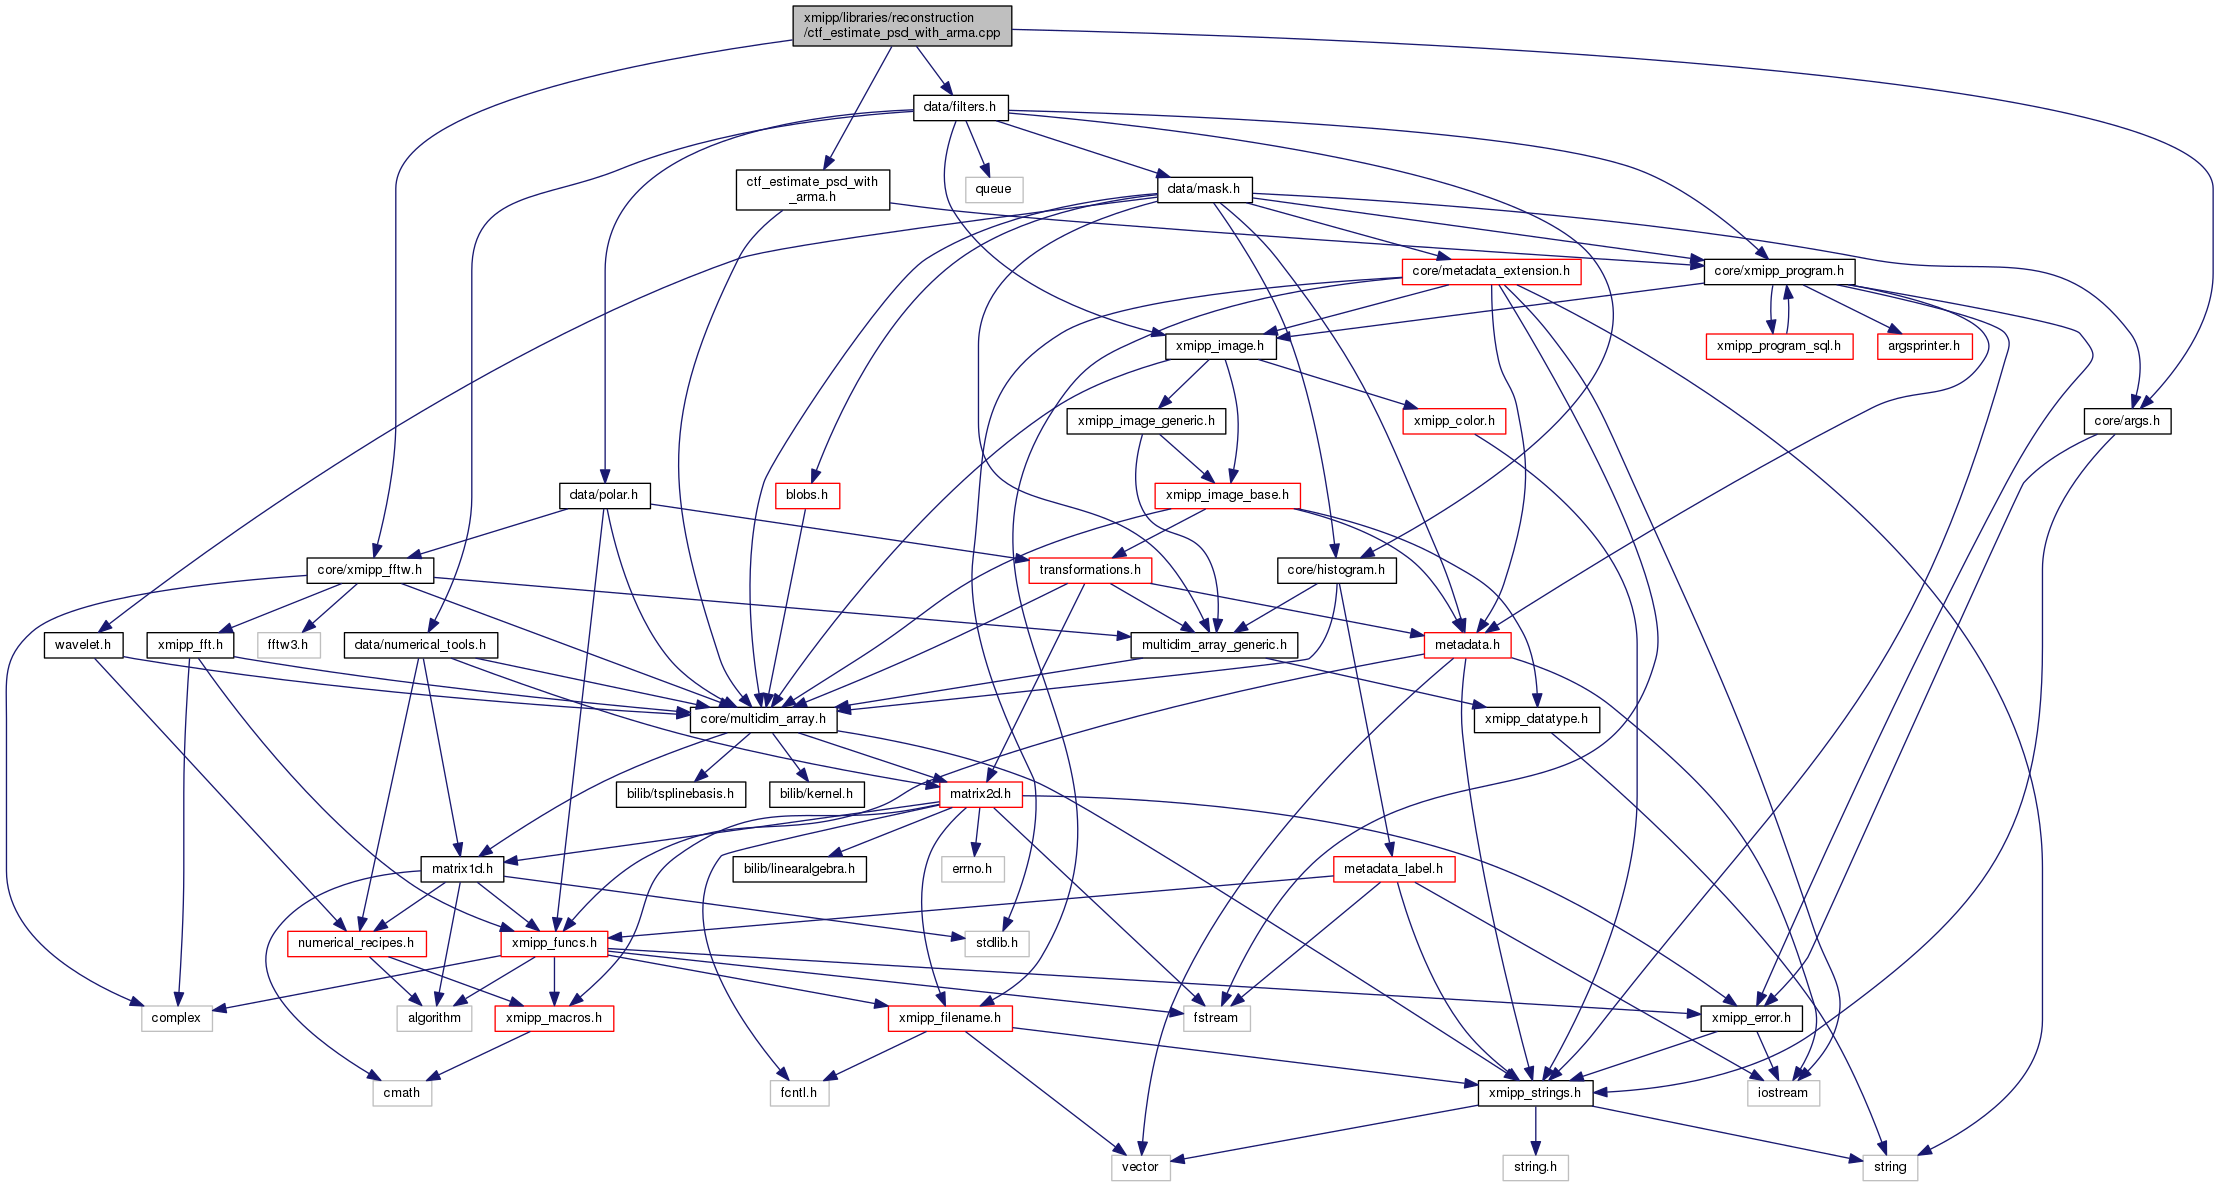 xmipp/libraries/reconstruction
/ctf_estimate_psd_with_arma.cpp
data/filters.h
ctf_estimate_psd_with
_arma.h
queue
data/mask.h
core/metadata_extension.h
core/xmipp_program.h
xmipp_image.h
xmipp_program_sql.h
argsprinter.h
xmipp_image_generic.h
xmipp_color.h
core/args.h
data/polar.h
blobs.h
xmipp_image_base.h
core/xmipp_fftw.h
transformations.h
core/histogram.h
wavelet.h
xmipp_fft.h
fftw3.h
data/numerical_tools.h
multidim_array_generic.h
metadata.h
core/multidim_array.h
xmipp_datatype.h
bilib/tsplinebasis.h
bilib/kernel.h
matrix2d.h
matrix1d.h
bilib/linearalgebra.h
errno.h
metadata_label.h
numerical_recipes.h
xmipp_funcs.h
stdlib.h
complex
algorithm
xmipp_macros.h
xmipp_filename.h
fstream
xmipp_error.h
cmath
fcntl.h
xmipp_strings.h
iostream
vector
string.h
string